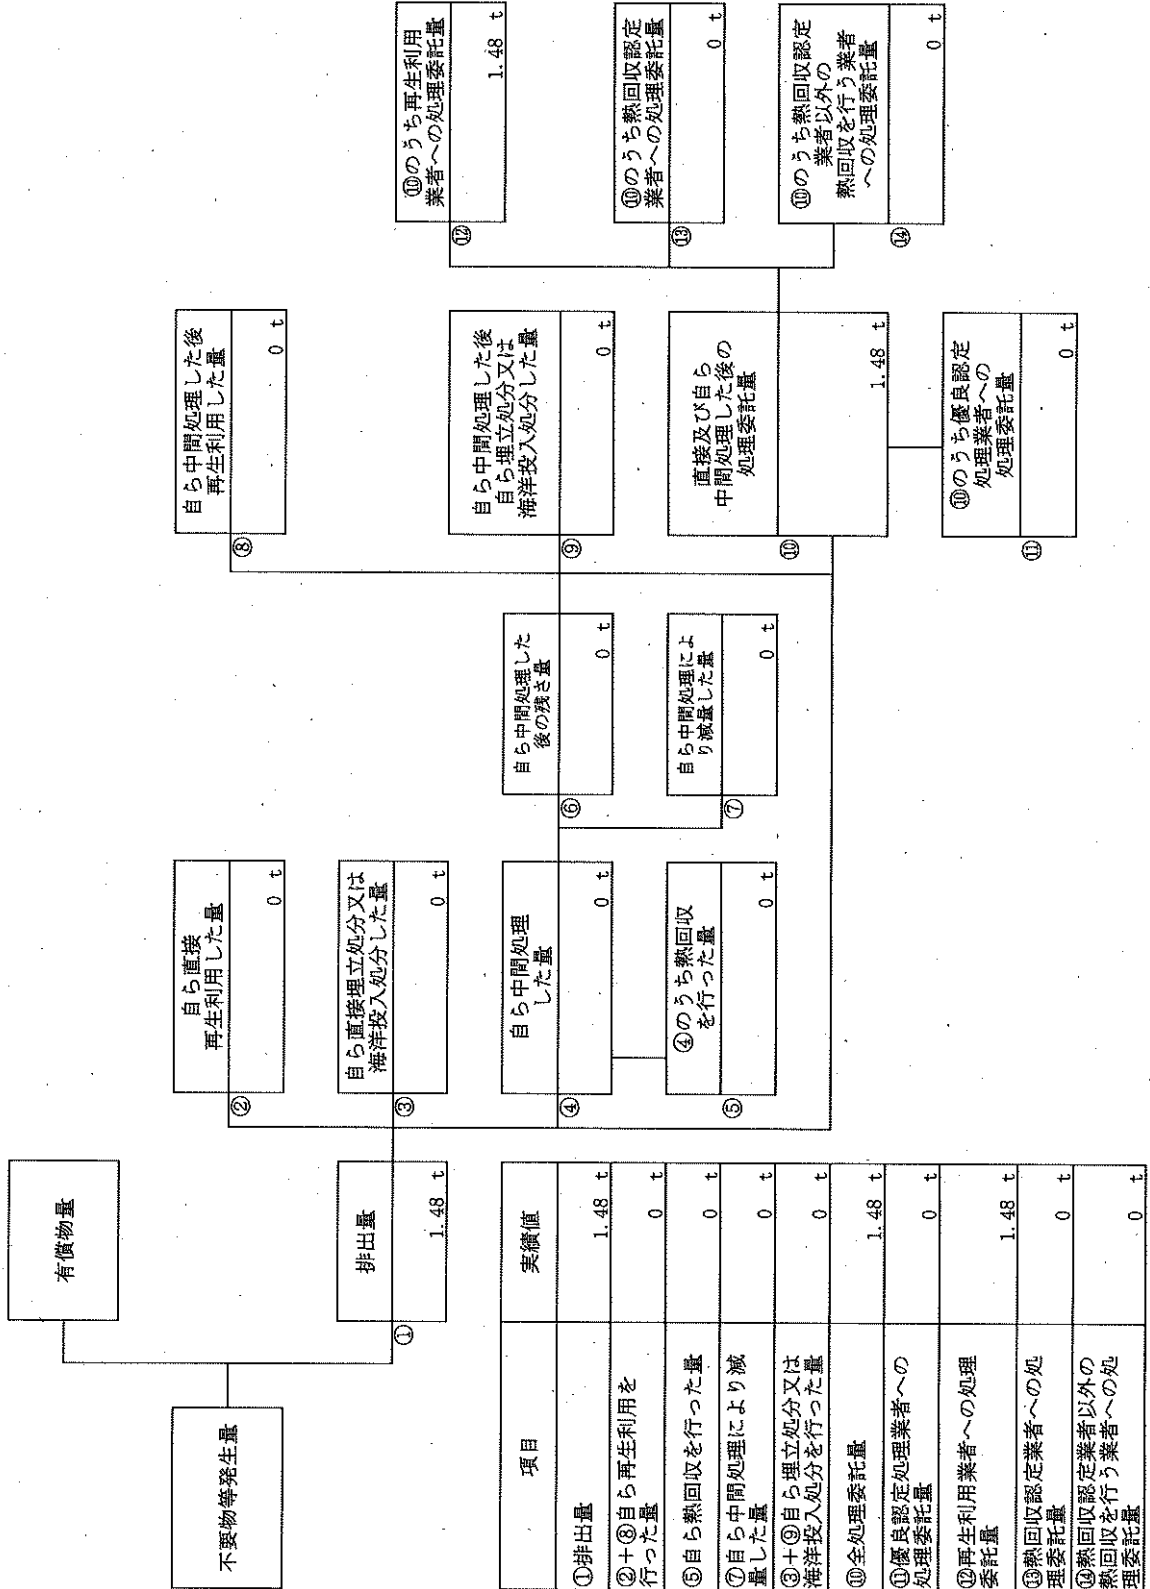 不要物等発生量
有償物量
排出量
①
1.48 t
自ら直接
再生利用した量
②
0 t
自ら直接埋立処分又は
海洋投入処分した量
③
0 t
自ら中間処理
した量
④
0 t
④のうち熱回収
を行った量
⑤
0 t
自ら中間処理した
後の残さ量
⑥
0 t
自ら中間処理によ
り減量した量
⑦
0 t
自ら中間処理した後
再生利用した量
⑧
0 t
自ら中間処理した後
自ら埋立処分又は
海洋投入処分した量
⑨
0 t
直接及び自ら
中間処理した後の
処理委託量
⑩
1.48 t
⑩のうち優良認定
処理業者への
処理委託量
⑪
0 t
⑩のうち再生利用
業者への処理委託量
⑫
1.48 t
⑩のうち熱回収認定
業者への処理委託量
⑬
0 t
⑩のうち熱回収認定
業者以外の
熱回収を行う業者
への処理委託量
⑭
0 t
項目 実績値
①排出量 1.48 t
②+⑧自ら再生利用を
行った量 0 t
⑤自ら熱回収を行った量 0 t
⑦自ら中間処理により減
量した量 0 t
③+⑨自ら埋立処分又は
海洋投入処分を行った量 0 t
⑩全処理委託量 1.48 t
⑪優良認定処理業者への
処理委託量 0 t
⑫再生利用業者への処理
委託量 1.48 t
⑬熱回収認定業者への処
理委託量 0 t
⑭熱回収認定業者以外の
熱回収を行う業者への処
理委託量 0 t